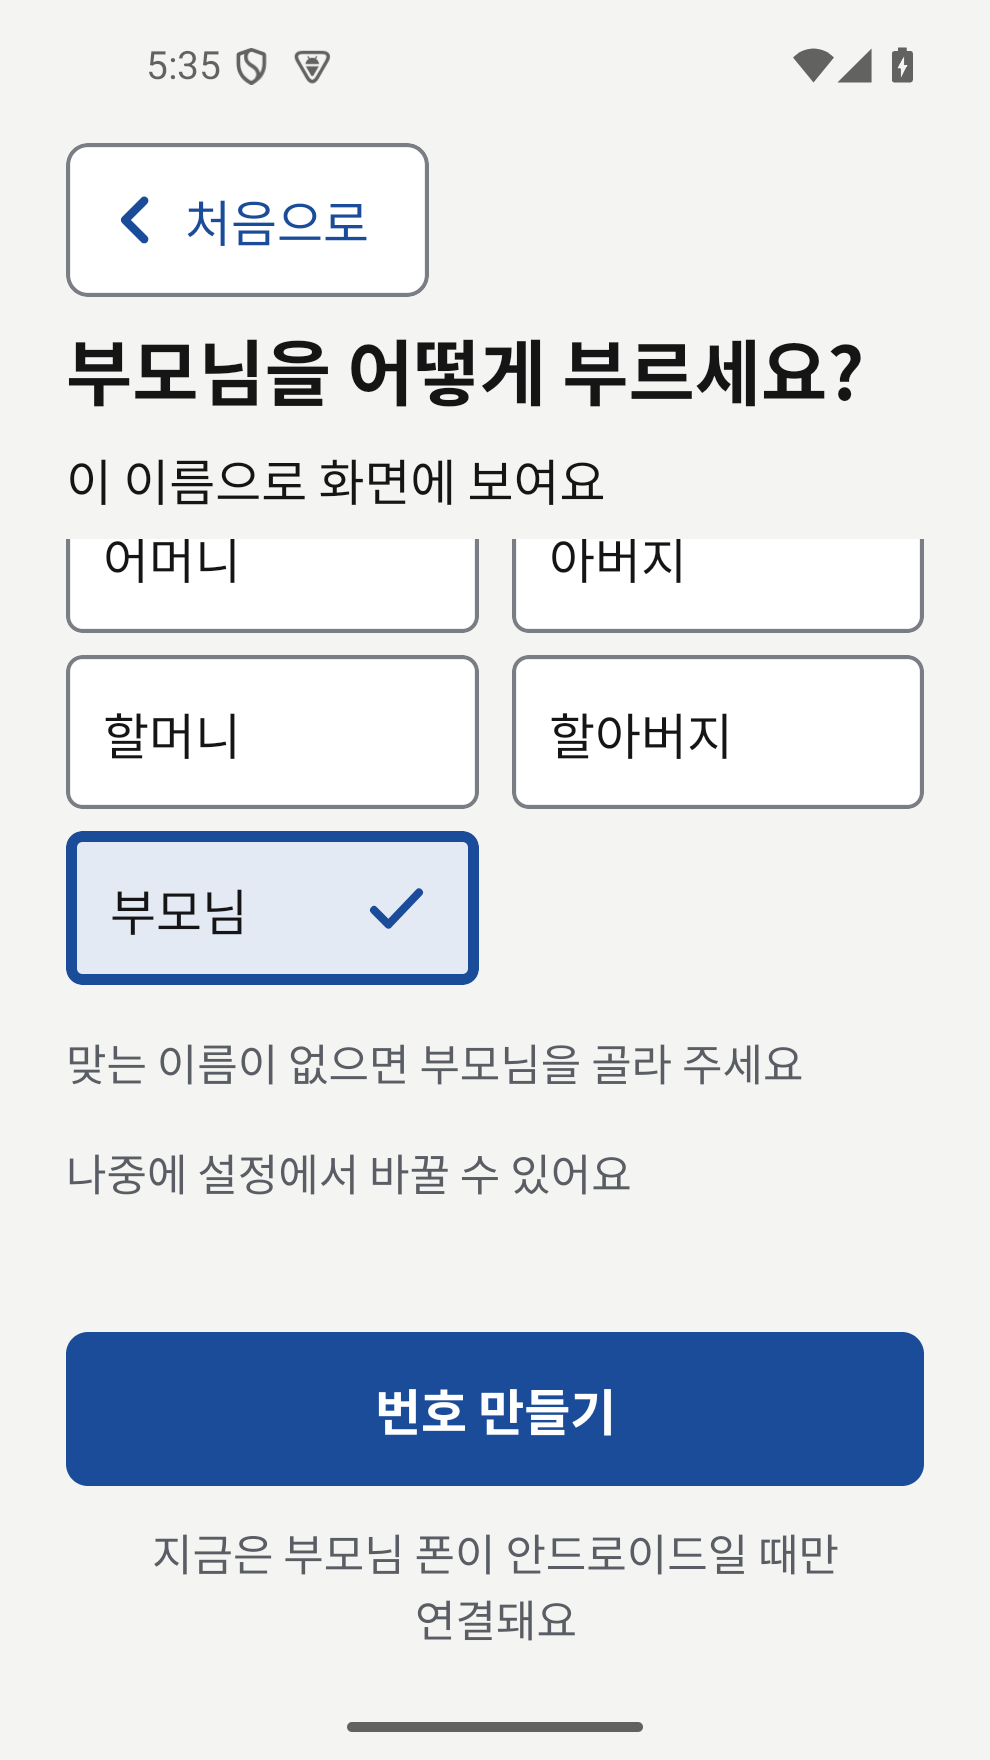 5:35
처음으로
부모님을 어떻게 부르세요?
이 이름으로 화면에 보여요
어머니 아버지
할머니 할아버지
부모님
맞는 이름이 없으면 부모님을 골라 주세요
나중에 설정에서 바꿀 수 있어요
번호 만들기
지금은 부모님 폰이 안드로이드일 때만
연결돼요